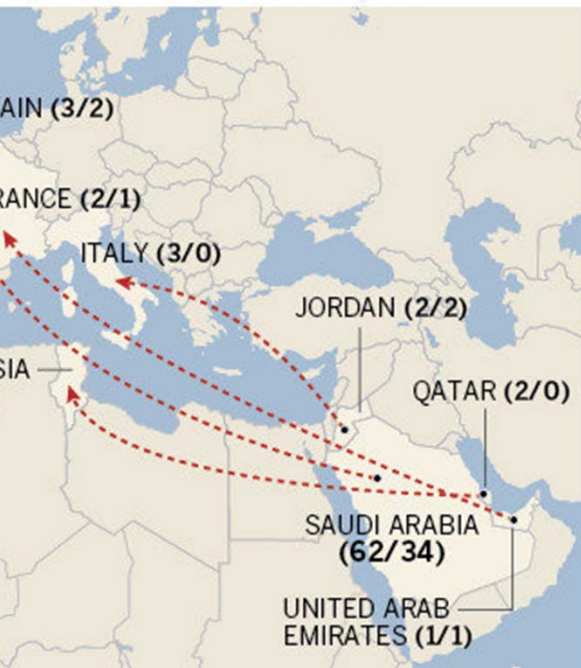 AIN (3/2)
RANCE (2/1)
ITALY (3/0)
JORDAN (2/2)
SIA
QATAR (2/0)
SAUDI ARABIA
(62/34)
UNITED ARAB
EMIRATES (1/1)